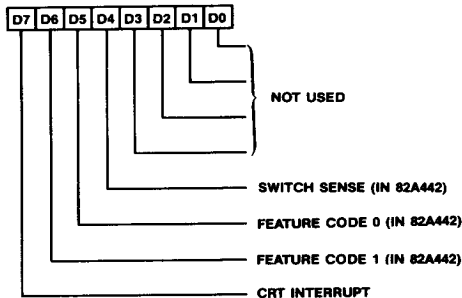 D7 D6 D5 D4 D3 D2 D1 D0
NOT USED
SWITCH SENSE (IN 82A442)
FEATURE CODE 0 (IN 82A442)
FEATURE CODE 1 (IN 82A442)
CRT INTERRUPT